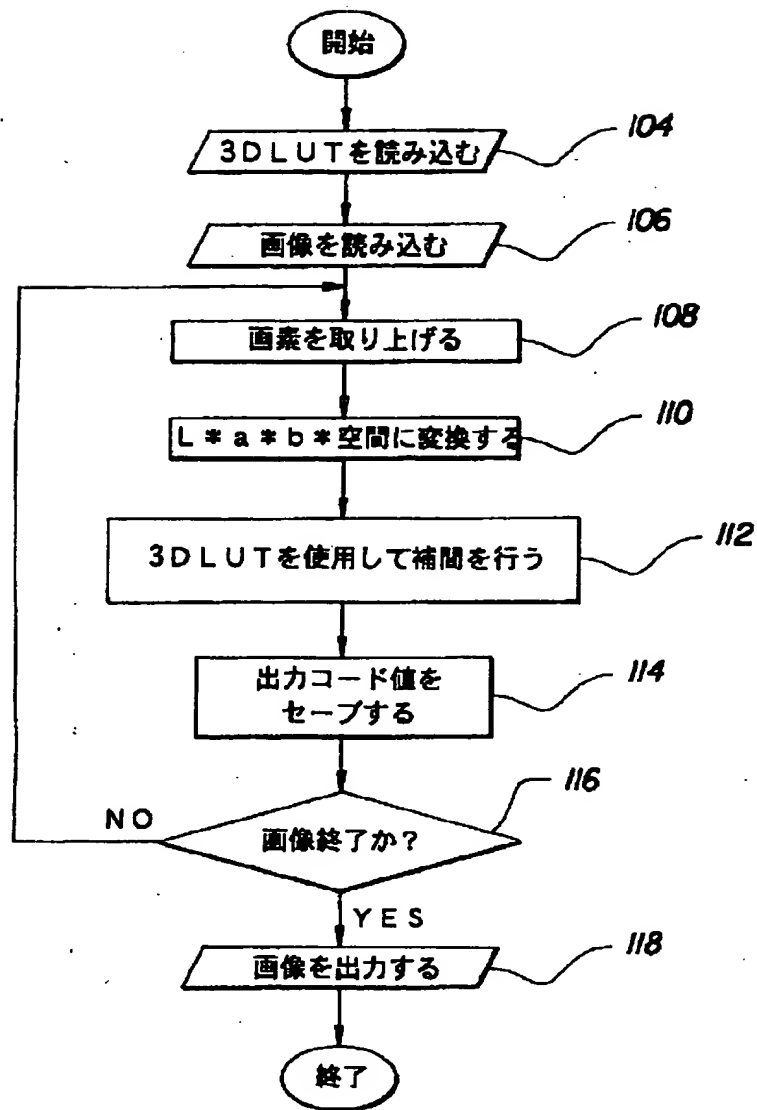 開始
3DLUTを読み込む
104
画像を読み込む
106
画素を取り上げる
108
L*a*b*空間に変換する
110
3DLUTを使用して補間を行う
112
出力コード値を
セーブする
114
画像終了か?
116
NO
YES
画像を出力する
118
終了